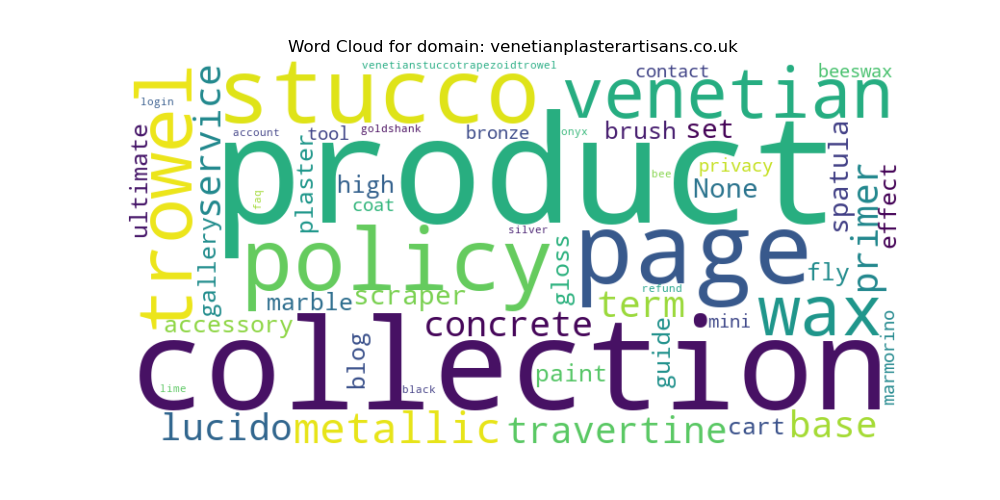 Word Cloud for domain: venetianplasterartisans.co.uk
venetianstuccotrapezoidtrowel
stucco
venetian
contact
beeswax
login
trowel
service
ultimate
gallery
account
tool
goldshank
bronze
onyx
brush
set
product
plaster
high
coat
faq
bee
privacy
None
spatula
primer
effect
policy
silver
page
gloss
fly
marble
scraper
refund
term
wax
accessory
concrete
mini
guide
marmorino
collection
blog
paint
lime
black
lucido
metallic
travertine
cart
base